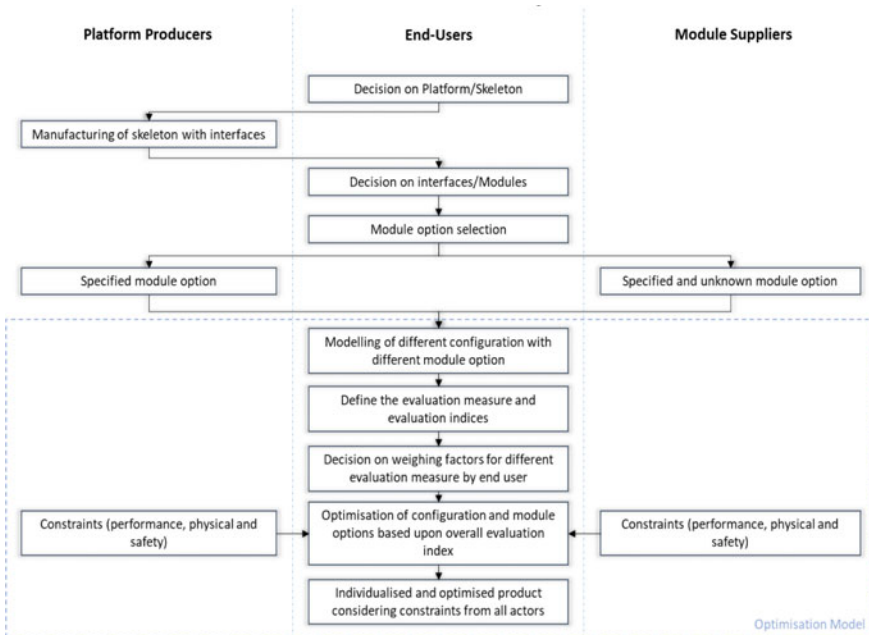 Platform Producers
End-Users
Module Suppliers
Decision on Platform/Skeleton
Manufacturing of skeleton with interfaces
Decision on interfaces/Modules
Module option selection
Specified module option
Specified and unknown module option
Modelling of different configuration with
different module option
Define the evaluation measure and
evaluation indices
Decision on weighing factors for different
evaluation measure by end user
Constraints (performance, physical and
safety)
Optimisation of configuration and module
options based upon overall evaluation
index
Constraints (performance, physical and
safety)
Individualised and optimised product
considering constraints from all actors
Optimisation Model